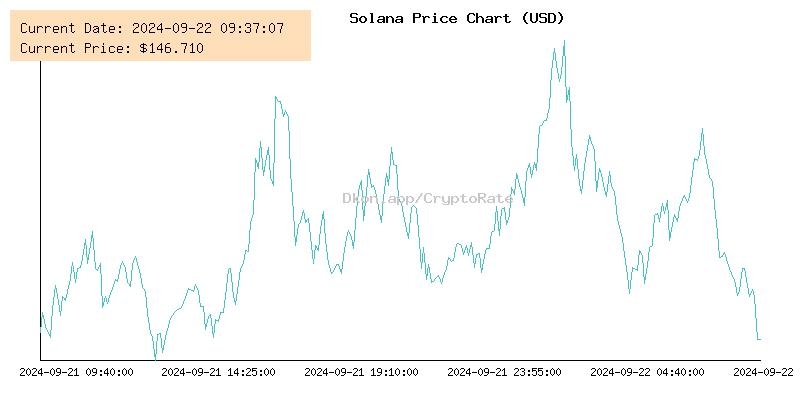 Solana Price Chart (USD)
Current Date: 2024-09-22 09:37:07
Current Price: $146.710
Dkon.app/CryptoRate
2024-09-21 09:40:00
2024-09-21 14:25:00
2024-09-21 19:10:00
2024-09-21 23:55:00
2024-09-22 04:40:00
2024-09-22